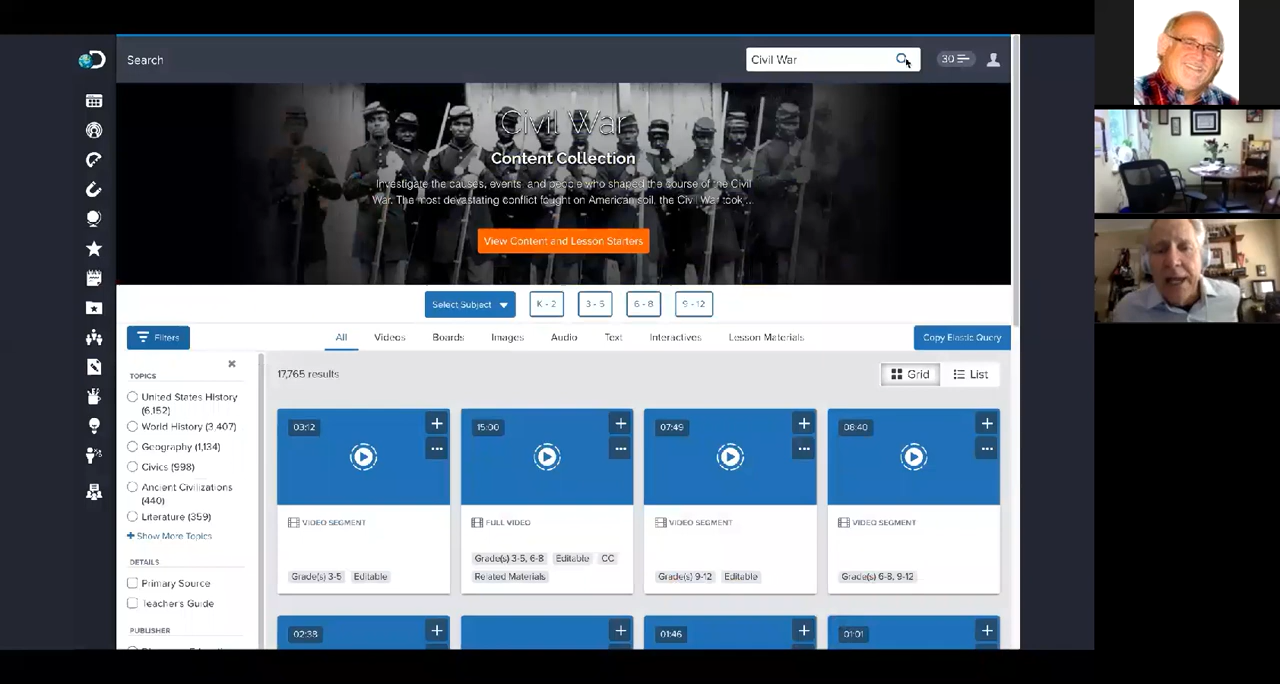 Search
Civil War
30
Civil War
Content Collection
Investigate the causes, events, and people who shaped the course of the Civil
War. The most devastating conflict fought on American soil, the Civil War took...
View Content and Lesson Starters
Select Subject
K - 2
3 - 5
6 - 8
9 - 12
Filters
All
Videos
Boards
Images
Audio
Text
Interactives
Lesson Materials
Copy Elastic Query
TOPICS
United States History
(6,152)
World History (3,407)
Geography (1,134)
Civics (998)
Ancient Civilizations
(440)
Literature (359)
+ Show More Topics
DETAILS
Primary Source
Teacher's Guide
PUBLISHER
17,765 results
Grid
List
03:12
15:00
07:49
06:40
VIDEO SEGMENT
FULL VIDEO
VIDEO SEGMENT
VIDEO SEGMENT
Grade(s) 3-5
Editable
Grade(s) 3-5, 6-8
Editable
CC
Related Materials
Grade(s) 9-12
Editable
Grade(s) 6-8, 9-12
02:38
01:46
01:01